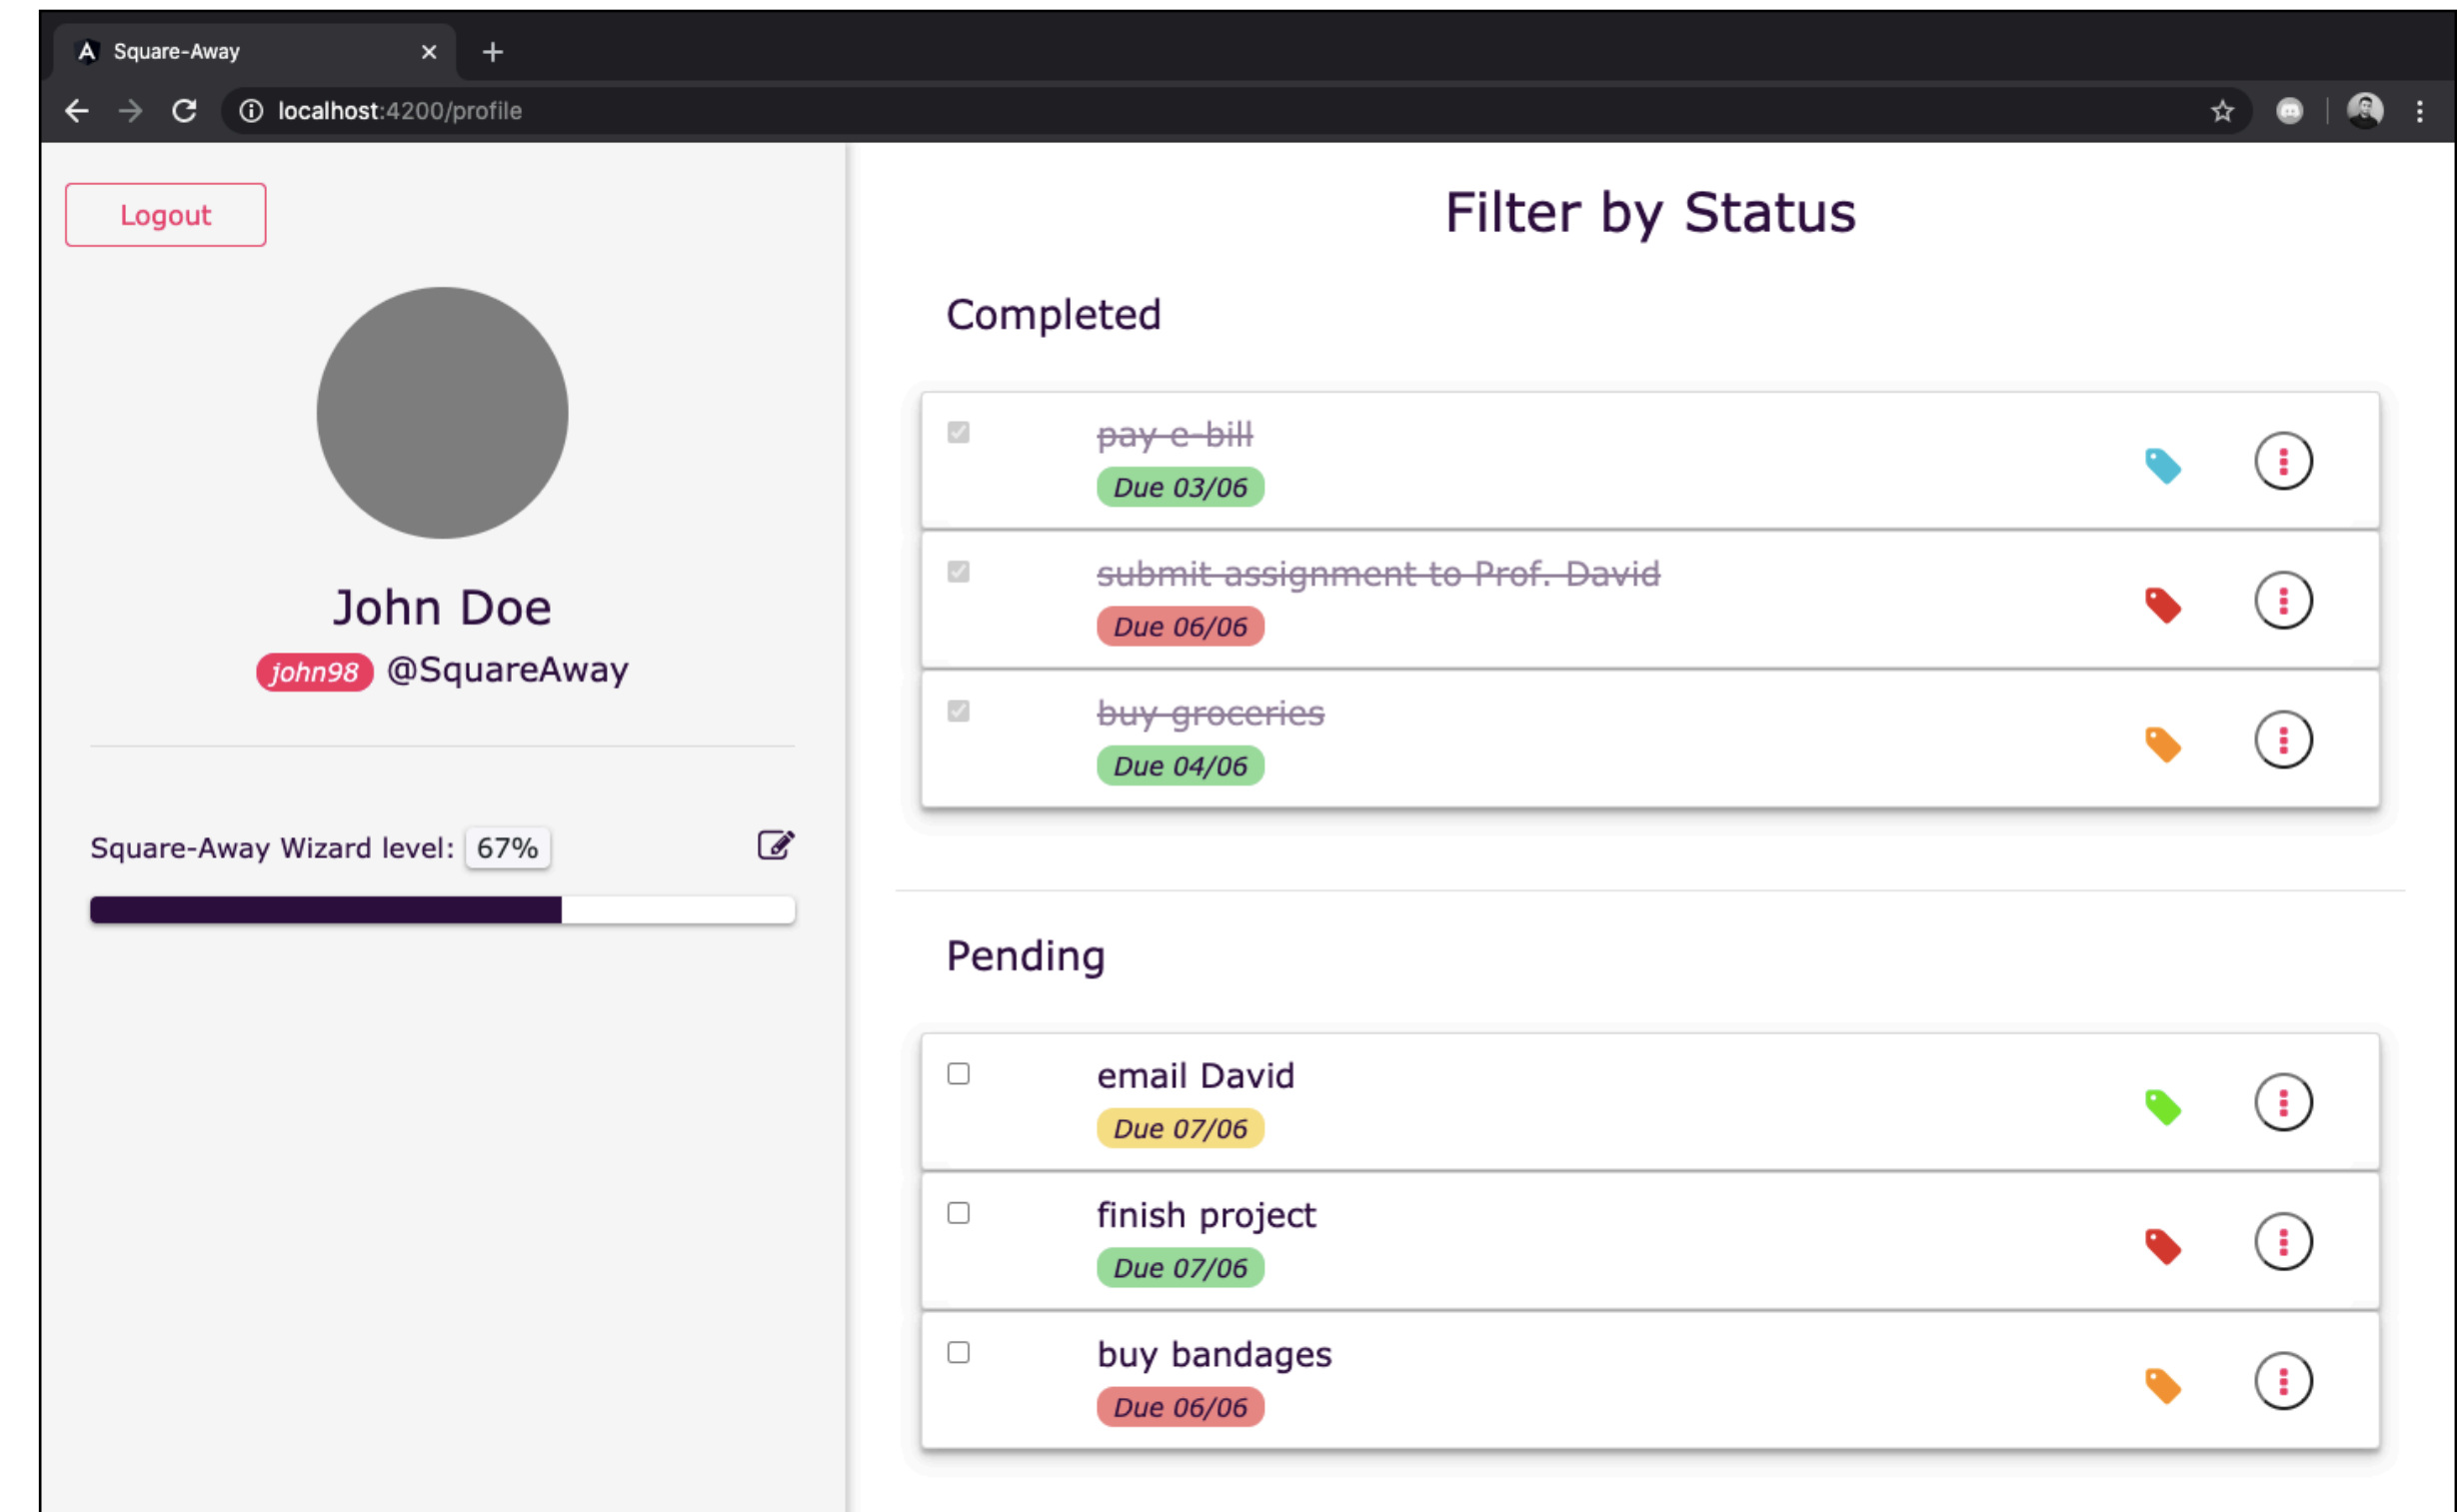 Square-Away
localhost:4200/profile
Logout
John Doe
john98 @SquareAway
Square-Away Wizard level: 67%
Filter by Status
Completed
pay e-bill
Due 03/06
submit assignment to Prof. David
Due 06/06
buy groceries
Due 04/06
Pending
email David
Due 07/06
finish project
Due 07/06
buy bandages
Due 06/06